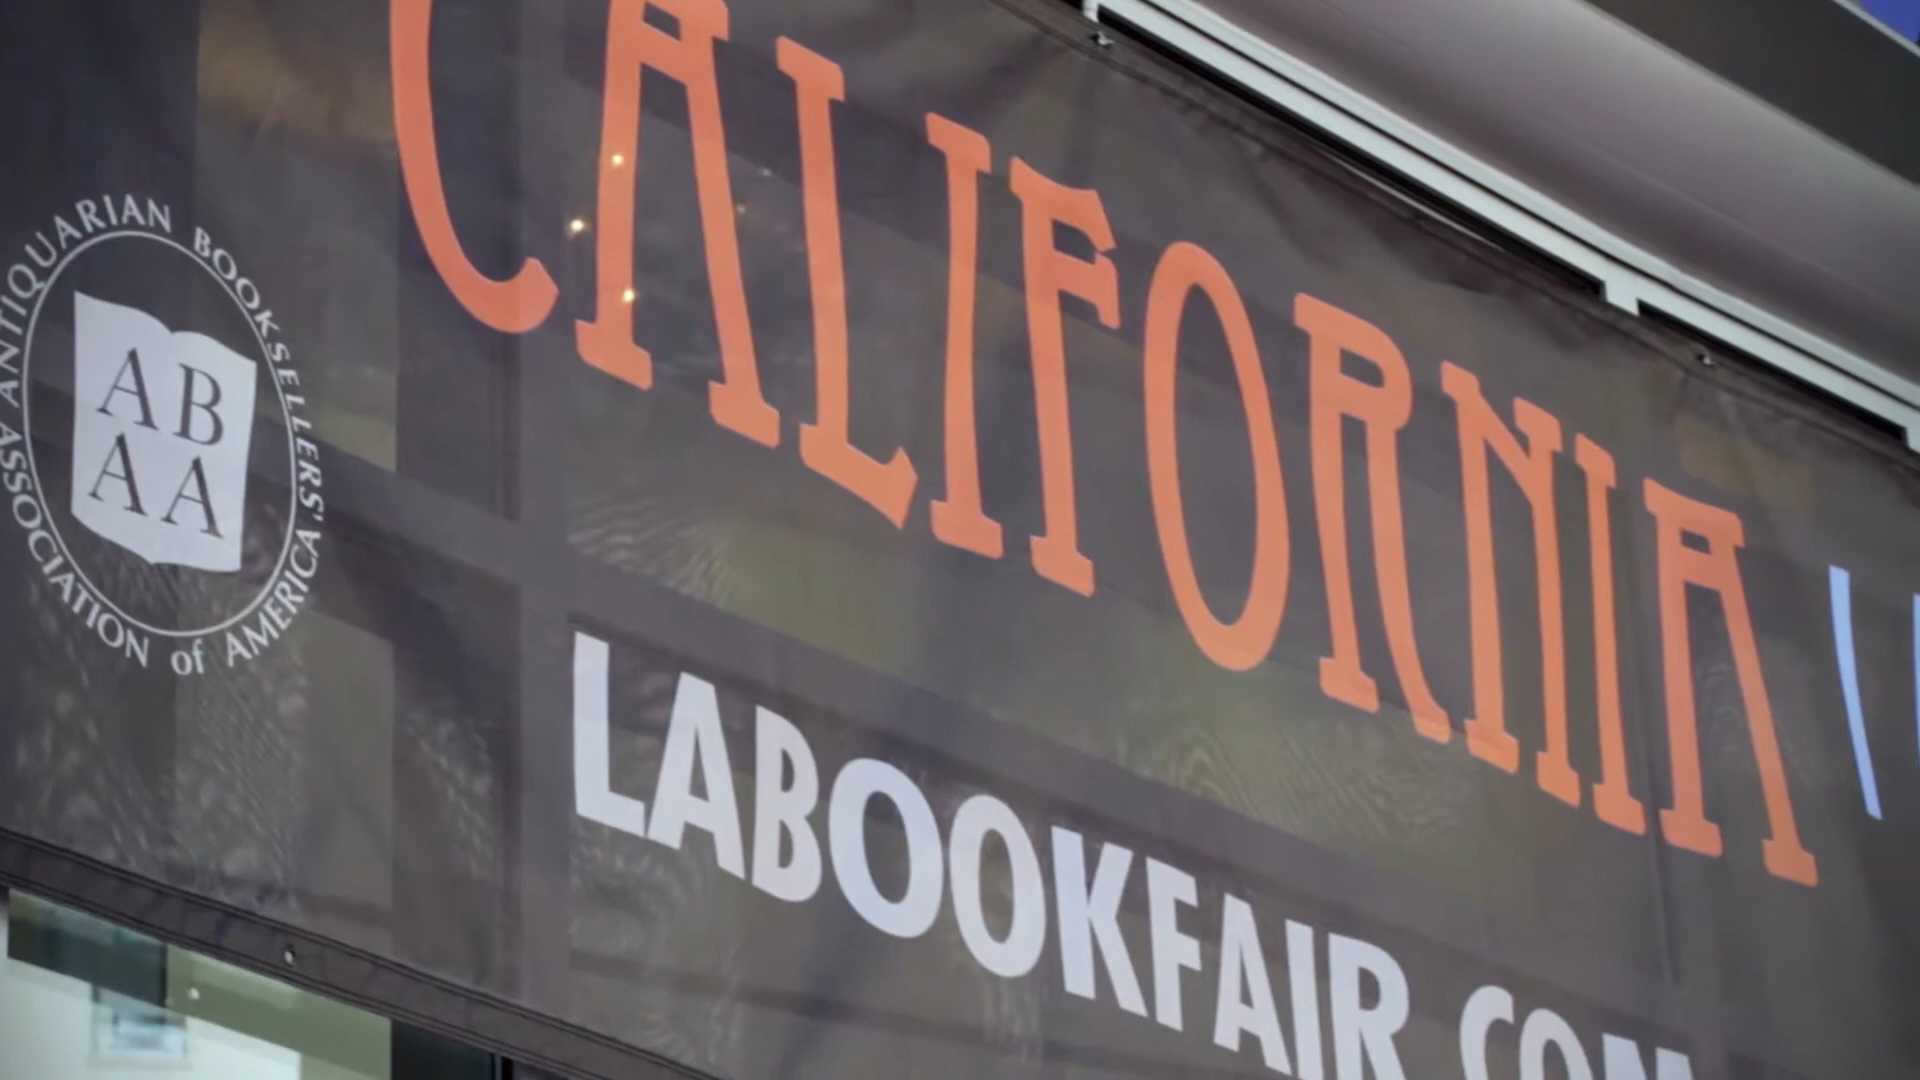 CALIFORNIA
ANTIQUARIAN BOOKSELLERS'
ASSOCIATION of AMERICA
AB
AA
LABOOKFAIR.COM